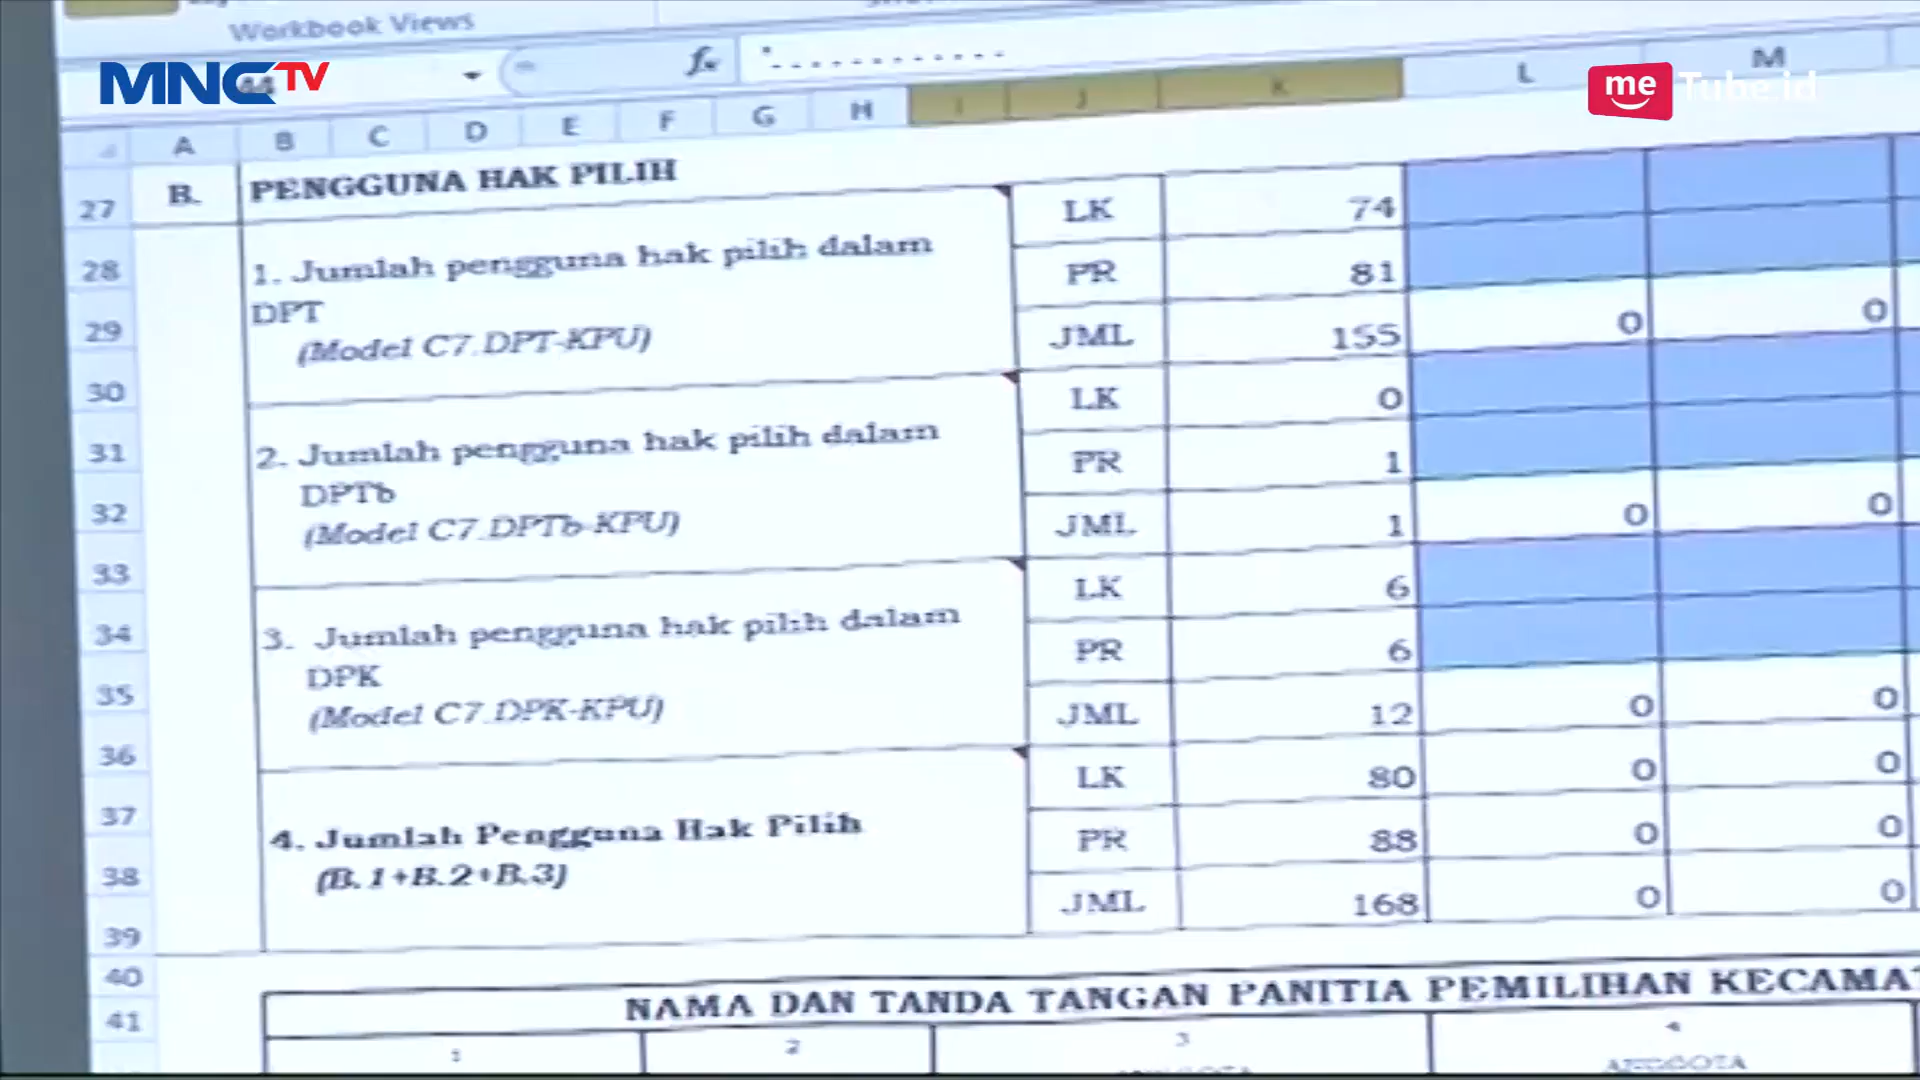 Workbook Views
MNCTV
fx
meTube.id
A B C D E F G H I J K L M
27 B. PENGGUNA HAK PILIH LK 74
28 1. Jumlah pengguna hak pilih dalam PR 81
DPT
29 (Model C7.DPT-KPU) JML 155 0 0
30 LK 0
31 2. Jumlah pengguna hak pilih dalam PR 1
DPTb
32 (Model C7.DPTb-KPU) JML 1 0 0
33 LK 6
34 3. Jumlah pengguna hak pilih dalam PR 6
DPK
35 (Model C7.DPK-KPU) JML 12 0 0
36 LK 80 0 0
37 4. Jumlah Pengguna Hak Pilih PR 88 0 0
38 (B.1+B.2+B.3) JML 168 0 0
39
40
41 NAMA DAN TANDA TANGAN PANITIA PEMILIHAN KECAMAT
1 2 3 4
ANGGOTA